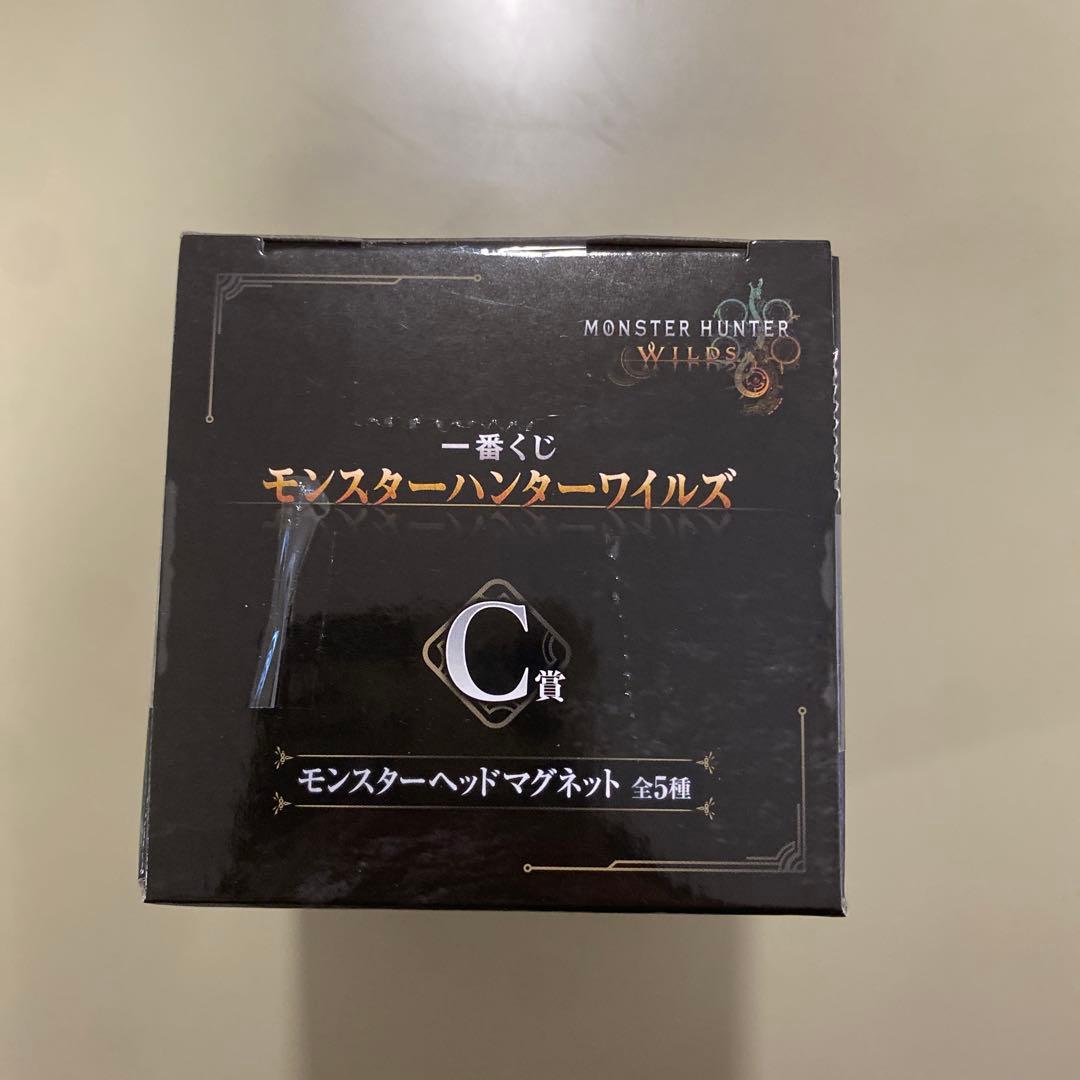 MONSTER HUNTER
WILDS
一番くじ
モンスターハンターワイルズ
C賞
モンスターヘッドマグネット 全5種